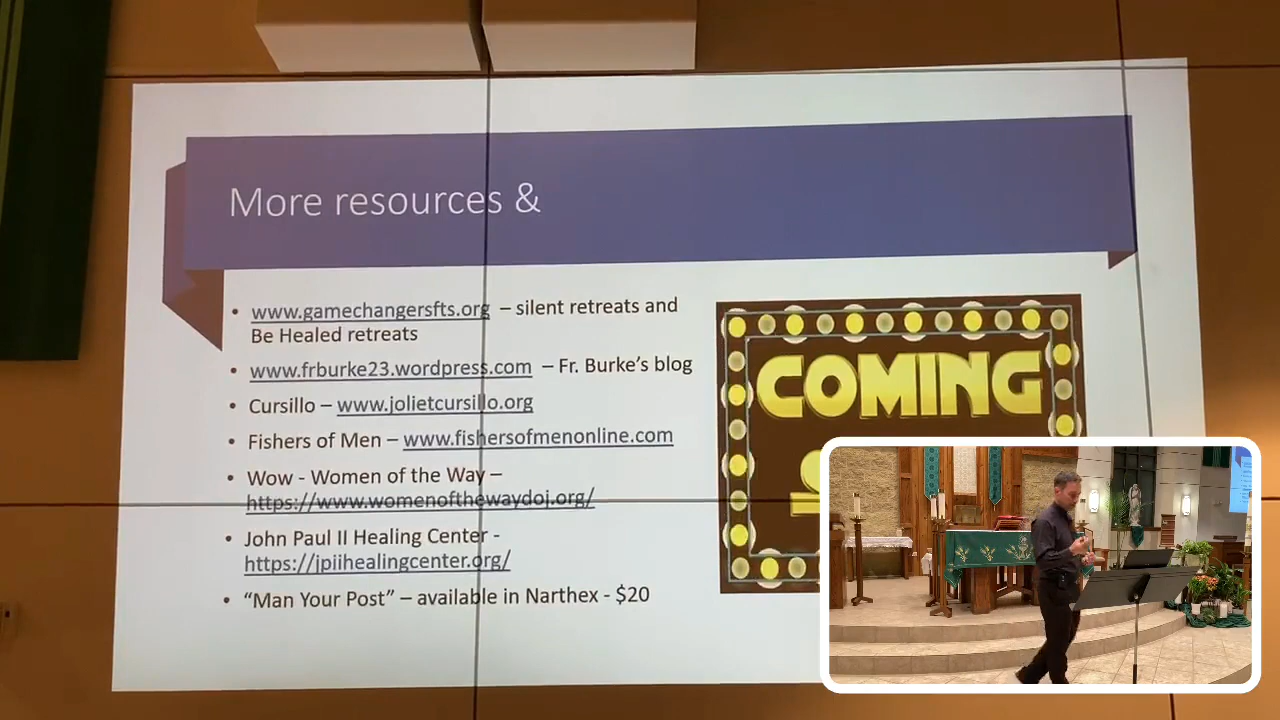 More resources &
• www.gamechangersfts.org – silent retreats and
Be Healed retreats
• www.frburke23.wordpress.com – Fr. Burke's blog
• Cursillo – www.jolietcursillo.org
• Fishers of Men – www.fishersofmenonline.com
• Wow - Women of the Way –
https://www.womenofthewaydoj.org/
• John Paul II Healing Center -
https://jpiihealingcenter.org/
• “Man Your Post” – available in Narthex - $20
COMING